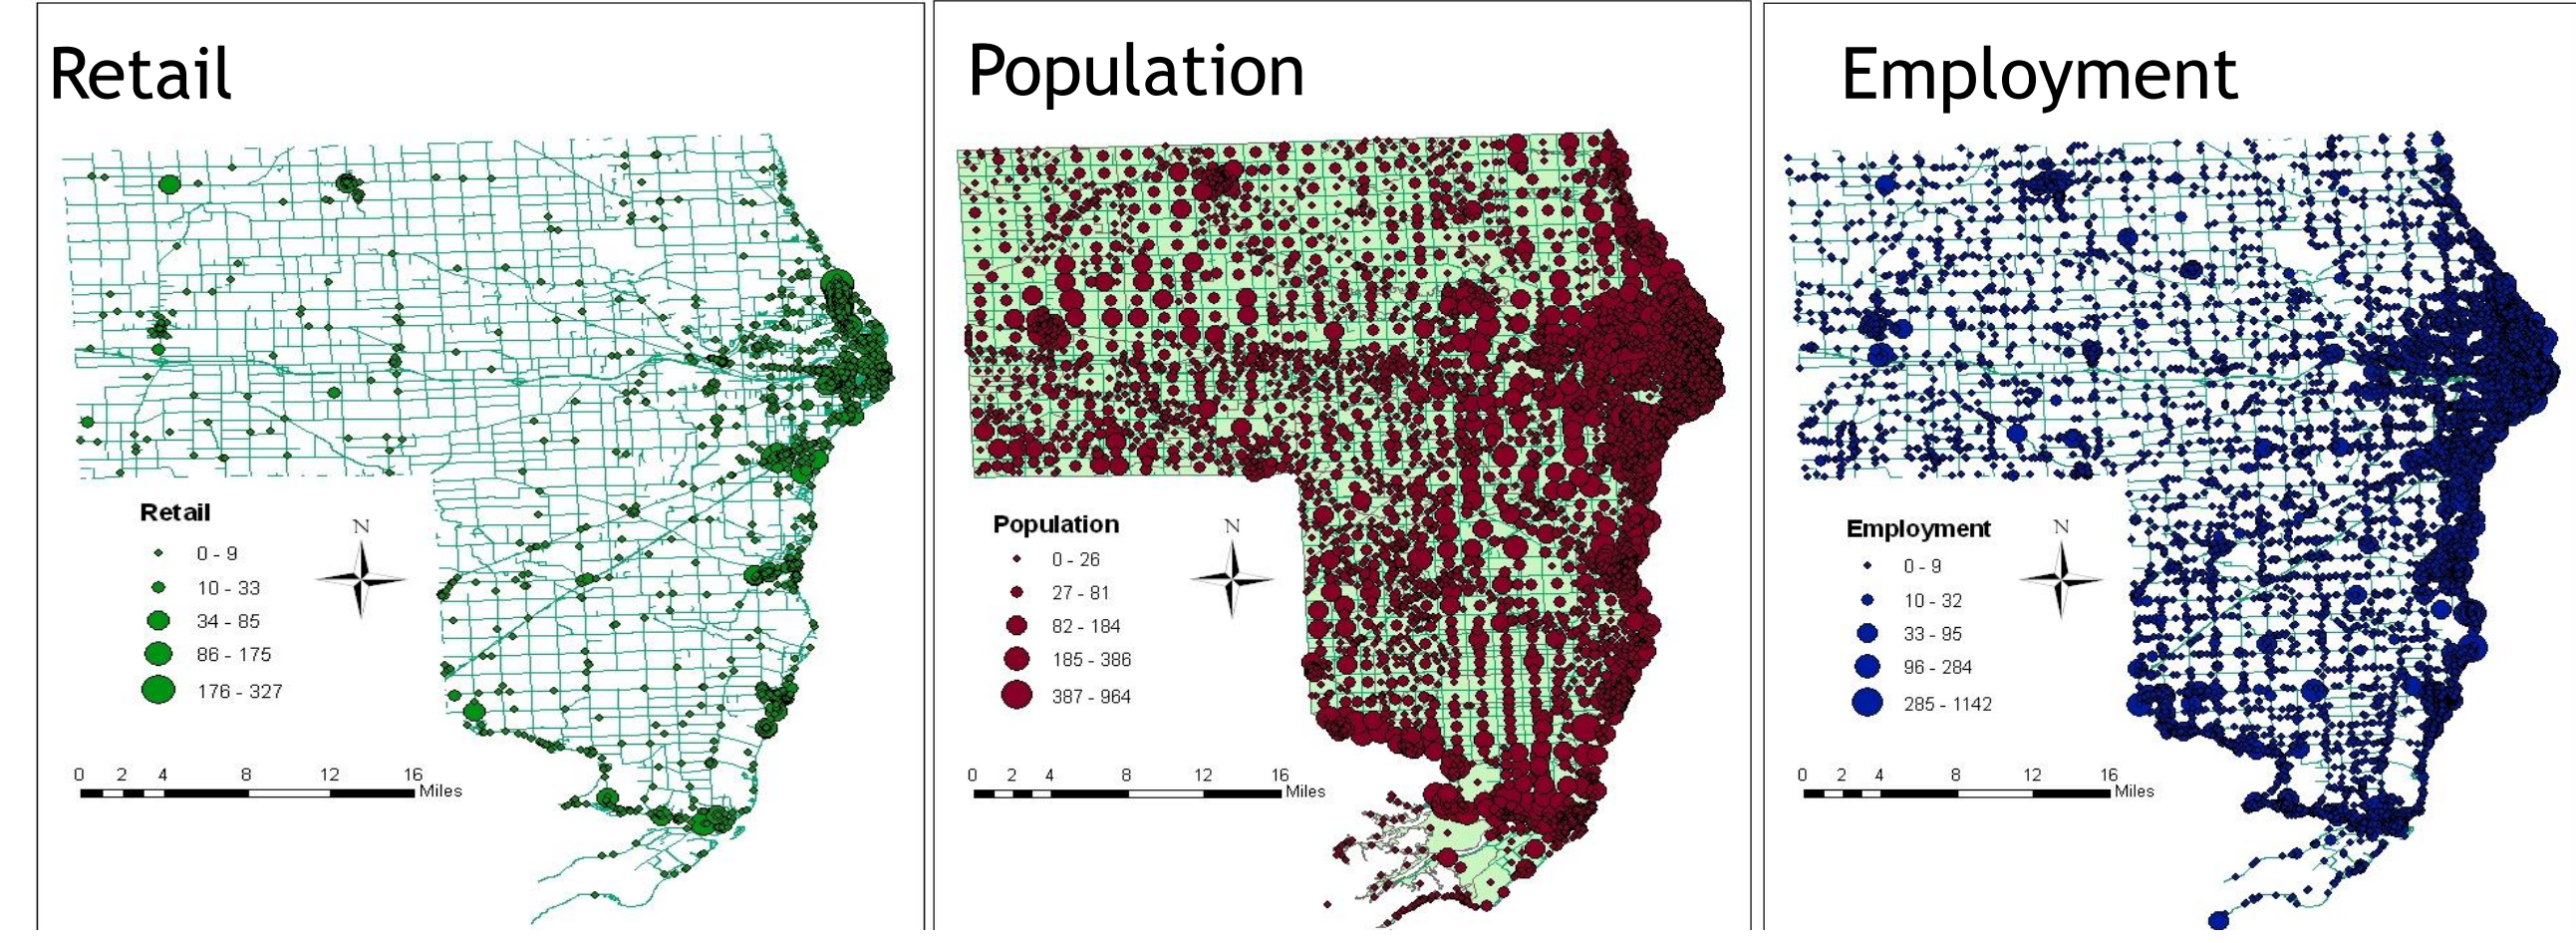 Retail
Retail
N
0 - 9
10 - 33
34 - 85
86 - 175
176 - 327
0 2 4 8 12 16
Miles
Population
Population
N
0 - 26
27 - 81
82 - 184
185 - 386
387 - 964
0 2 4 8 12 16
Miles
Employment
Employment
N
0 - 9
10 - 32
33 - 95
96 - 284
285 - 1142
0 2 4 8 12 16
Miles